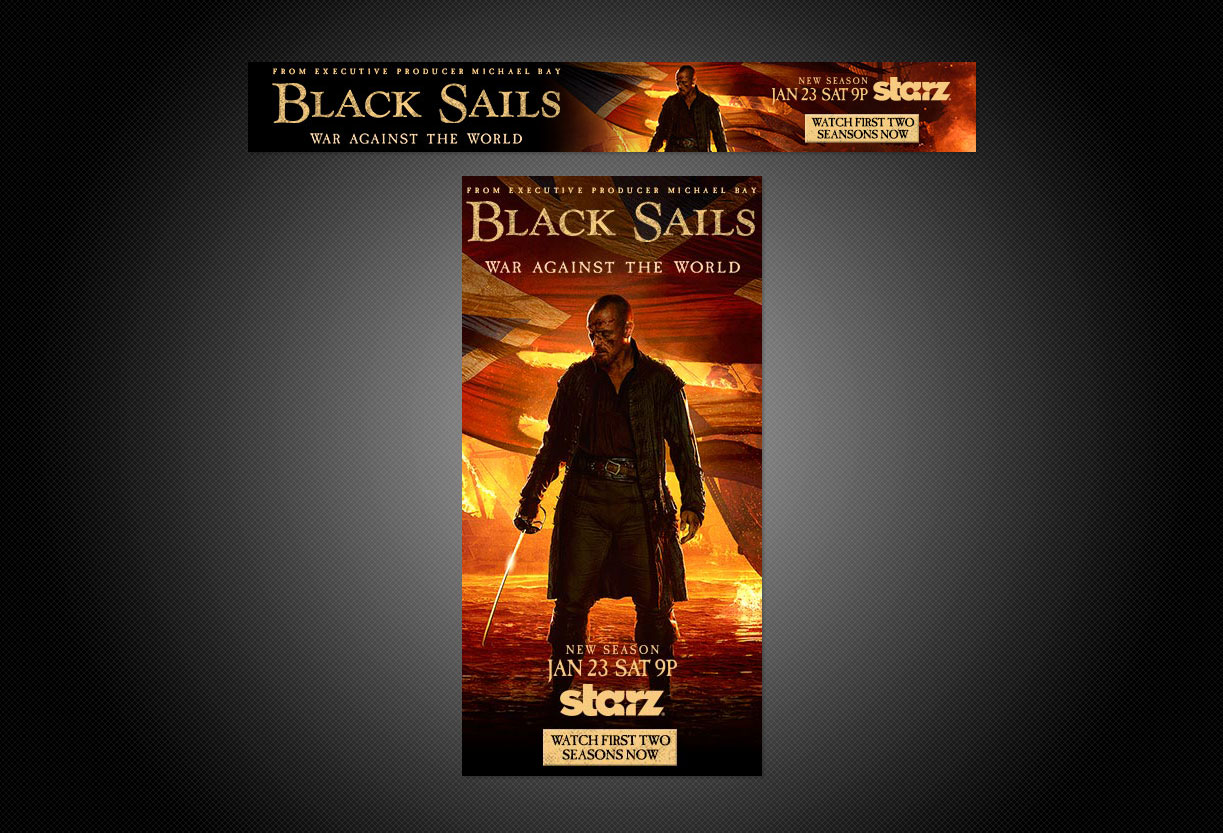 FROM EXECUTIVE PRODUCER MICHAEL BAY
BLACK SAILS
WAR AGAINST THE WORLD
NEW SEASON
JAN 23 SAT 9P starz
WATCH FIRST TWO
SEANSONS NOW
FROM EXECUTIVE PRODUCER MICHAEL BAY
BLACK SAILS
WAR AGAINST THE WORLD
NEW SEASON
JAN 23 SAT 9P
starz
WATCH FIRST TWO
SEASONS NOW